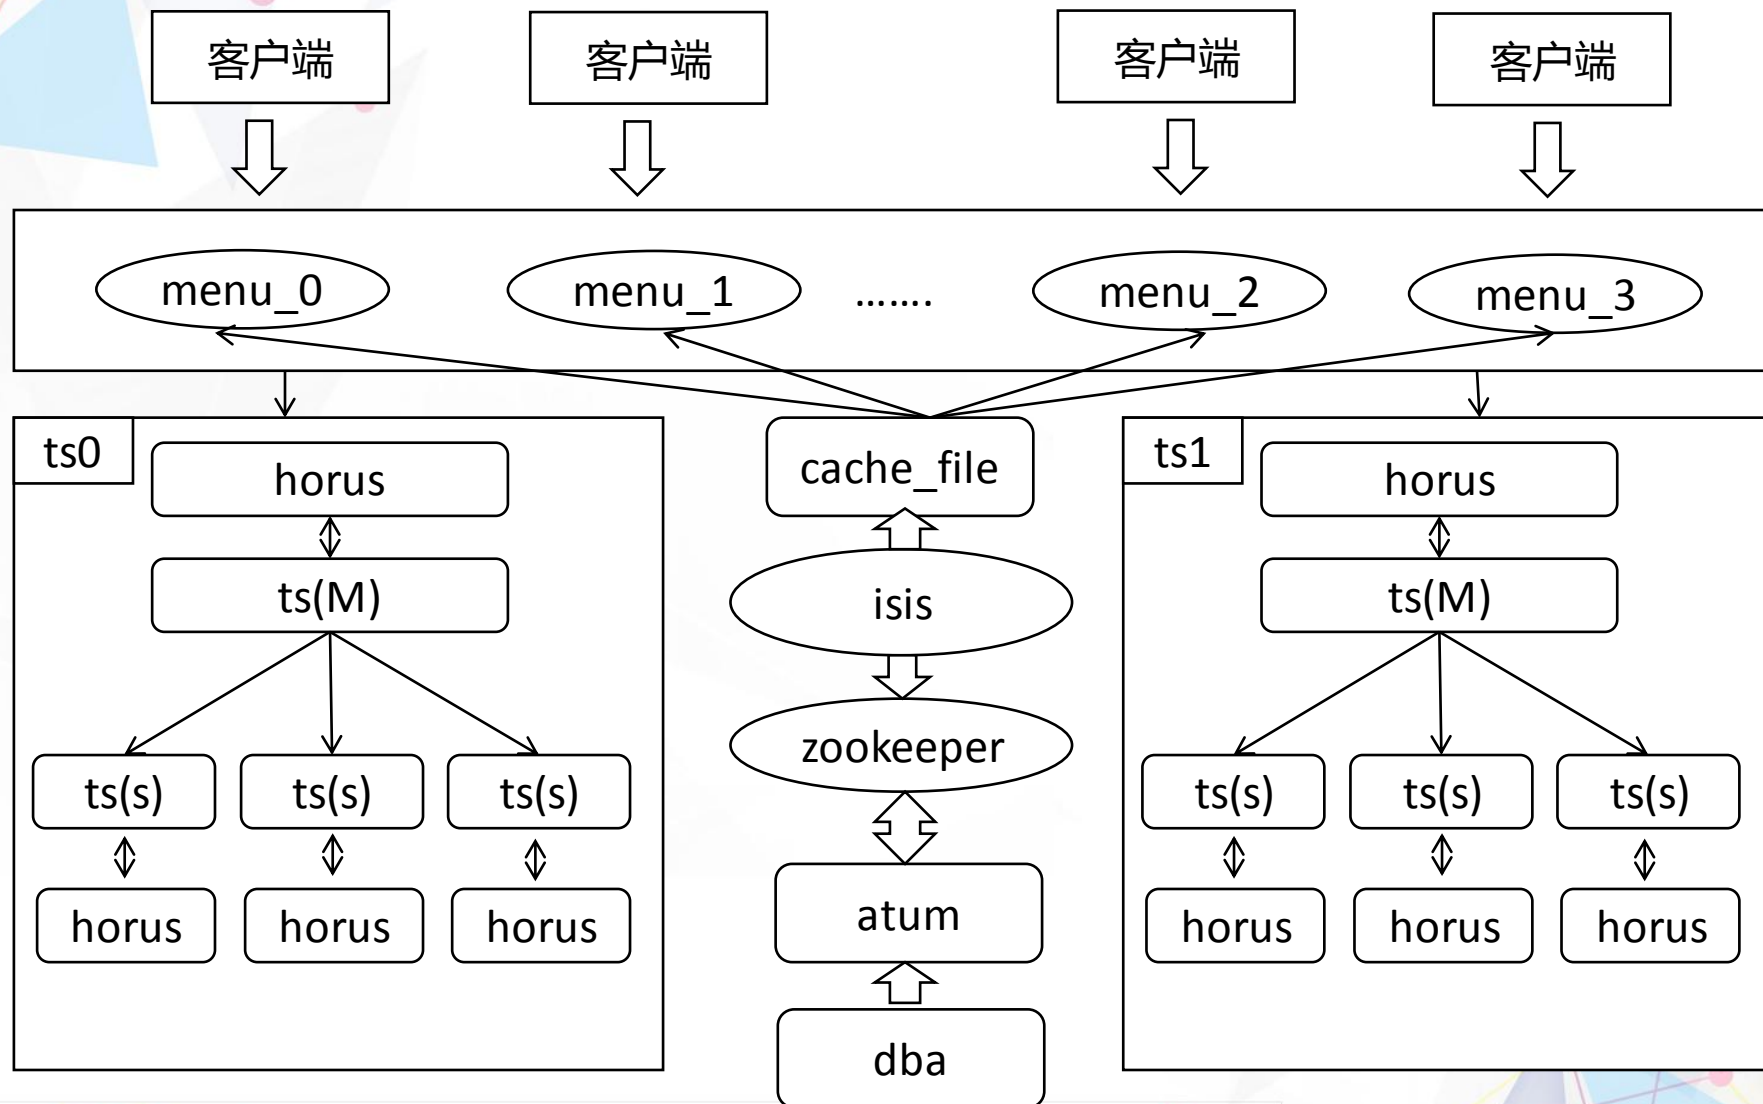 客户端
客户端
客户端
客户端
menu_0
menu_1
.......
menu_2
menu_3
ts0
horus
ts(M)
ts(s)
ts(s)
ts(s)
horus
horus
horus
cache_file
isis
zookeeper
atum
dba
ts1
horus
ts(M)
ts(s)
ts(s)
ts(s)
horus
horus
horus